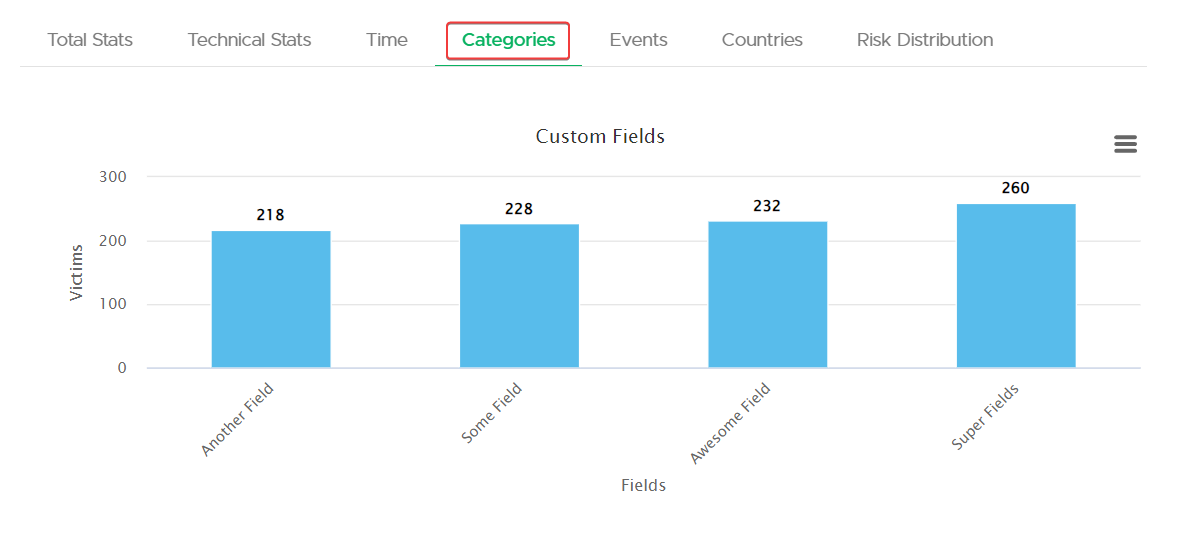 Total Stats Technical Stats Time Categories Events Countries Risk Distribution
Custom Fields
300
260
218 228 232
200
Victims
100
0
Another Field Some Field Awesome Field Super Fields
Fields